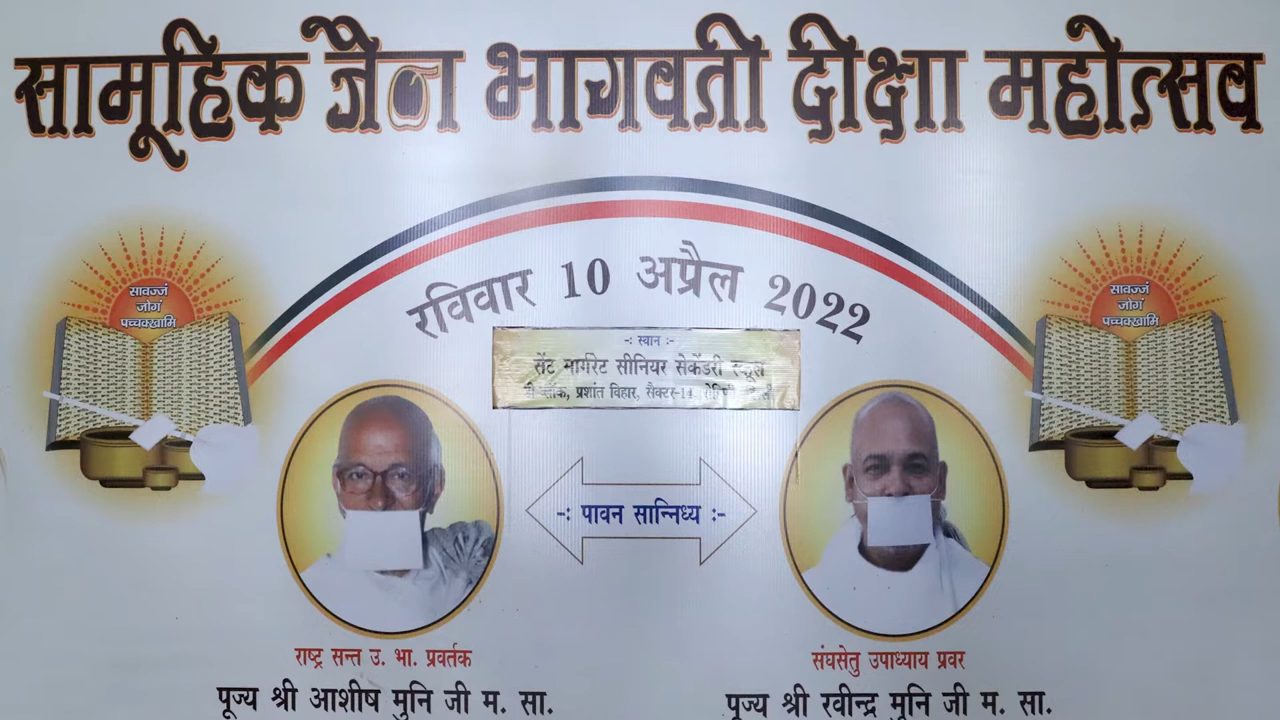 सामूहिक जैन भागवती दीक्षा महोत्सव
रविवार 10 अप्रैल 2022
सावज्जं
जोगं
पच्चक्खामि
सावज्जं
जोगं
पच्चक्खामि
-: स्थान :-
सेंट मार्गरेट सीनियर सेकेंडरी स्कूल
प्रशांत विहार, सैक्टर-14
-: पावन सान्निध्य :-
राष्ट्र सन्त उ. भा. प्रवर्तक
पूज्य श्री आशीष मुनि जी म. सा.
संघसेतु उपाध्याय प्रवर
पूज्य श्री रवीन्द्र मुनि जी म. सा.